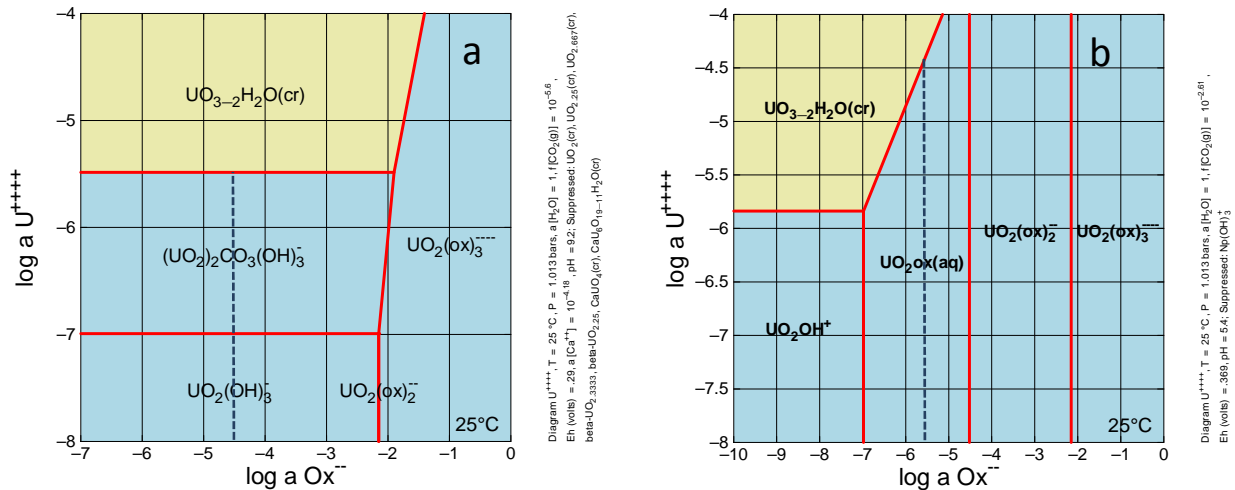 a
−4
−5
−6
−7
−8
log a U⁺⁺⁺⁺
UO₃₋₂H₂O(cr)
(UO₂)₂CO₃(OH)₃⁻
UO₂(ox)₃⁻⁻⁻⁻
UO₂(OH)₃⁻
UO₂(ox)₂⁻⁻
25°C
−7 −6 −5 −4 −3 −2 −1 0
log a Ox⁻⁻
Diagram U⁺⁺⁺⁺, T = 25 °C, P = 1.013 bars, a [H₂O] = 1, f [CO₂(g)] = 10⁻⁵·⁶,
Eh (volts) = .29, a [Ca⁺⁺] = 10⁻⁴·¹⁸, pH = 9.2; Suppressed: UO₂(cr), UO₂.₂₅(cr), UO₂.₆₆₇(cr),
beta-UO₂.₃₃₃₃, beta-UO₂.₂₅, CaUO₄(cr), CaU₆O₁₉₋₁₁H₂O(cr)
b
−4
−4.5
−5
−5.5
−6
−6.5
−7
−7.5
−8
log a U⁺⁺⁺⁺
UO₃₋₂H₂O(cr)
UO₂(ox)₂⁻⁻
UO₂(ox)₃⁻⁻⁻⁻
UO₂ox(aq)
UO₂OH⁺
25°C
−10 −9 −8 −7 −6 −5 −4 −3 −2 −1 0
log a Ox⁻⁻
Diagram U⁺⁺⁺⁺, T = 25 °C, P = 1.013 bars, a [H₂O] = 1, f [CO₂(g)] = 10⁻²·⁶¹,
Eh (volts) = .369, pH = 5.4; Suppressed: Np(OH)₃⁺